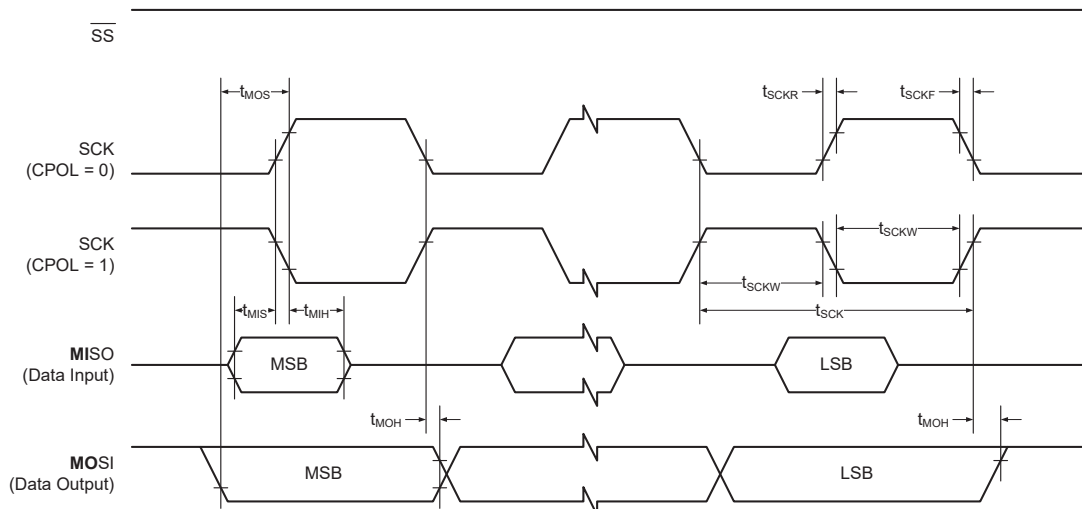 SS
tMOS
tSCKR
tSCKF
SCK
(CPOL = 0)
SCK
(CPOL = 1)
tSCKW
tSCKW
tSCK
tMIS
tMIH
MISO
(Data Input)
MSB
LSB
tMOH
tMOH
MOSI
(Data Output)
MSB
LSB